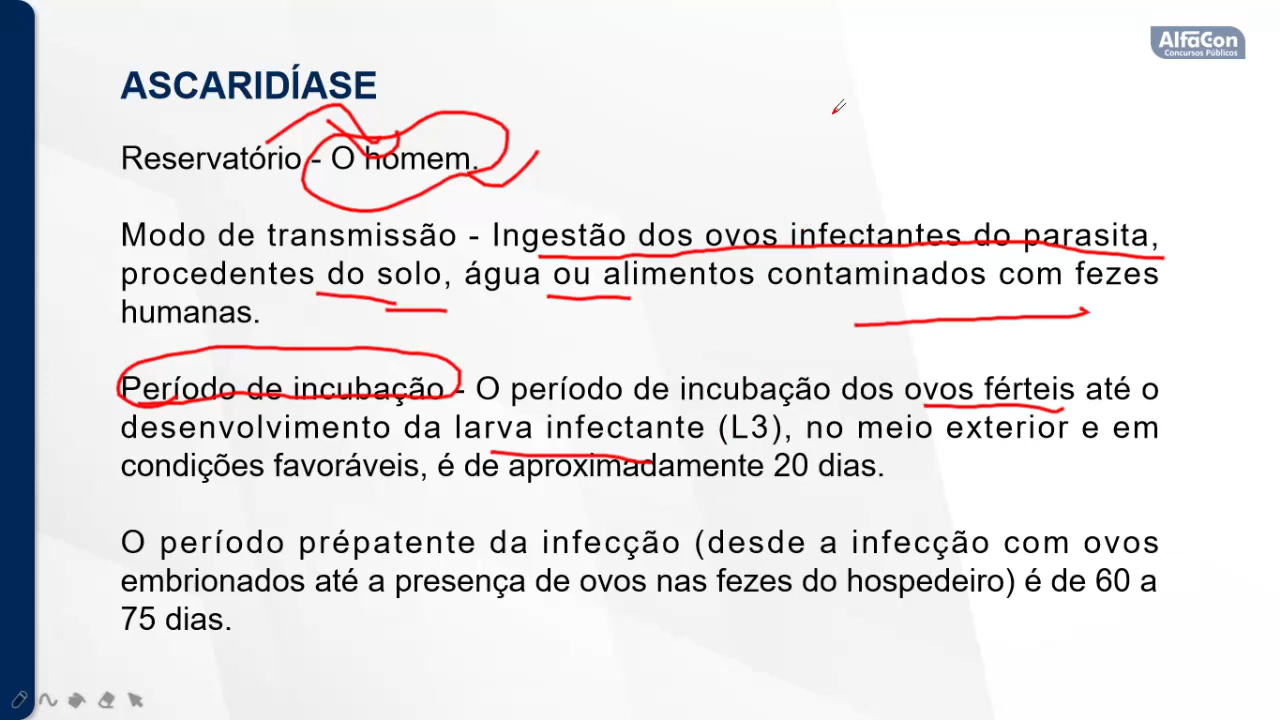 AlfaCon
Concursos Públicos
ASCARIDÍASE
Reservatório - O homem.
Modo de transmissão - Ingestão dos ovos infectantes do parasita,
procedentes do solo, água ou alimentos contaminados com fezes
humanas.
Período de incubação - O período de incubação dos ovos férteis até o
desenvolvimento da larva infectante (L3), no meio exterior e em
condições favoráveis, é de aproximadamente 20 dias.
O período prépatente da infecção (desde a infecção com ovos
embrionados até a presença de ovos nas fezes do hospedeiro) é de 60 a
75 dias.